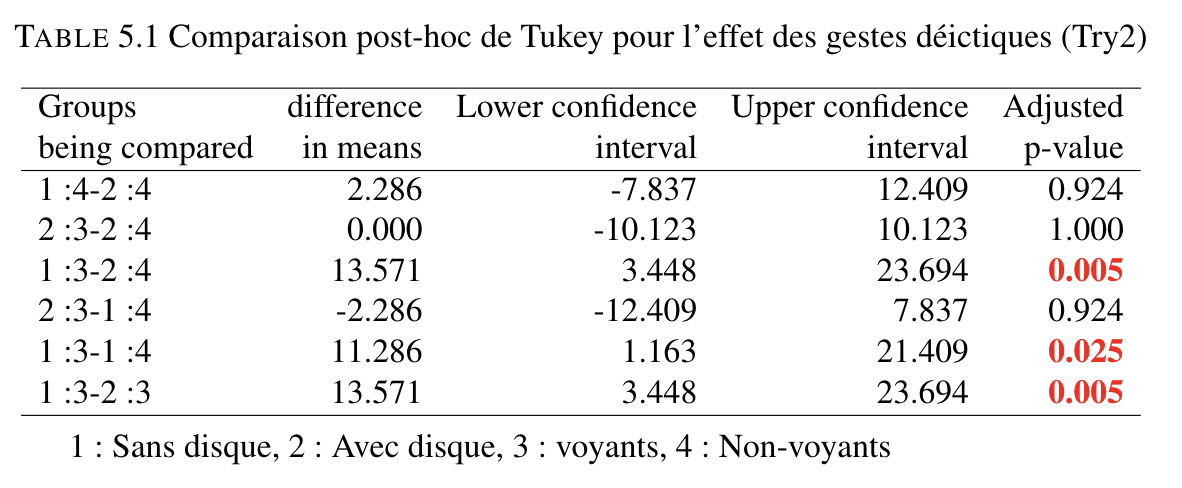 TABLE 5.1 Comparaison post-hoc de Tukey pour l’effet des gestes déictiques (Try2)
Groups difference Lower confidence Upper confidence Adjusted
being compared in means interval interval p-value
1 :4-2 :4 2.286 -7.837 12.409 0.924
2 :3-2 :4 0.000 -10.123 10.123 1.000
1 :3-2 :4 13.571 3.448 23.694 0.005
2 :3-1 :4 -2.286 -12.409 7.837 0.924
1 :3-1 :4 11.286 1.163 21.409 0.025
1 :3-2 :3 13.571 3.448 23.694 0.005
1 : Sans disque, 2 : Avec disque, 3 : voyants, 4 : Non-voyants